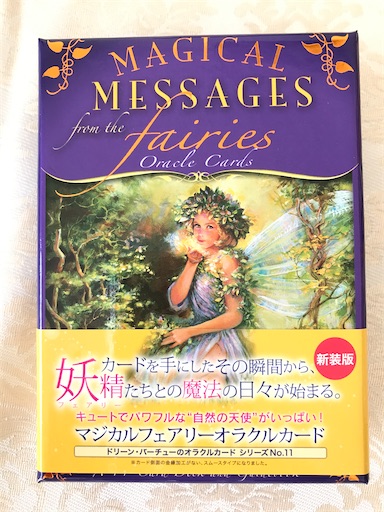 MAGICAL
MESSAGES
from the
fairies
Oracle Cards
カードを手にしたその瞬間から、
妖精たちとの魔法の日々が始まる。
新装版
キュートでパワフルな“自然の天使”がいっぱい！
マジカルフェアリーオラクルカード
ドリーン・バーチューのオラクルカード シリーズNo.11